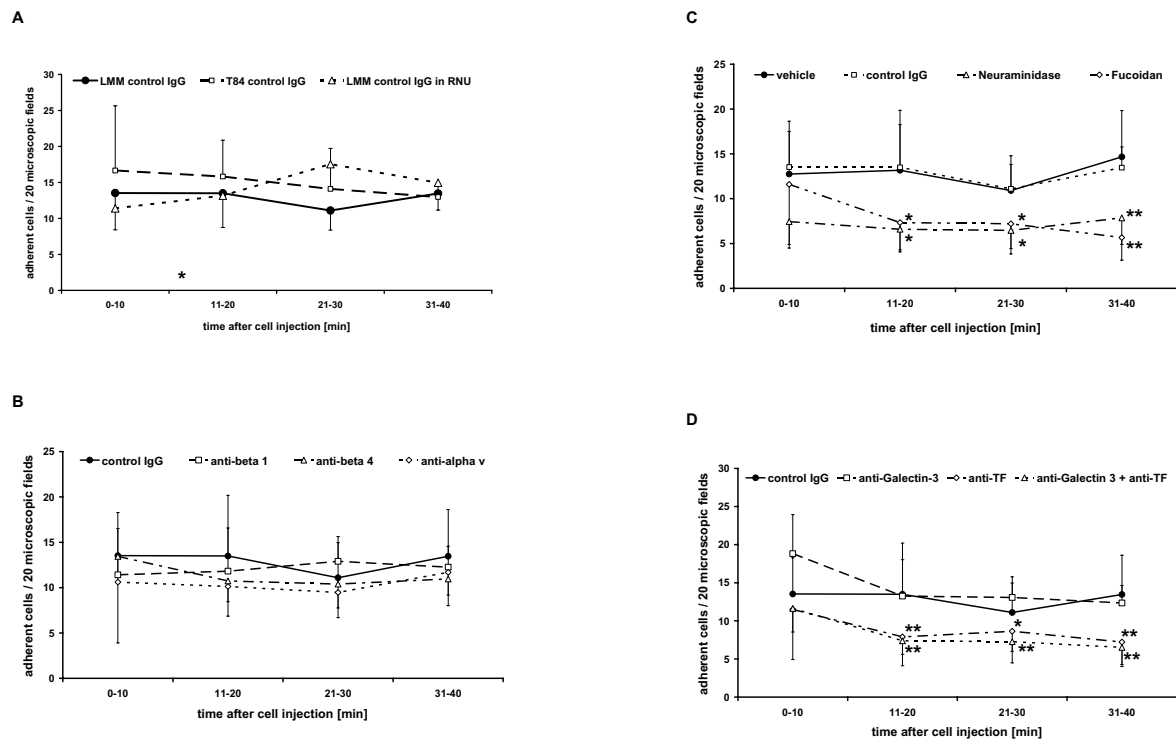 A
LMM control IgG T84 control IgG LMM control IgG in RNU
adherent cells / 20 microscopic fields
30
25
20
15
10
5
0
*
0-10 11-20 21-30 31-40
time after cell injection [min]
B
control IgG anti-beta 1 anti-beta 4 anti-alpha v
adherent cells / 20 microscopic fields
25
20
15
10
5
0
0-10 11-20 21-30 31-40
time after cell injection [min]
C
vehicle control IgG Neuraminidase Fucoidan
adherent cells / 20 microscopic fields
25
20
15
10
5
0
* * **
* * **
0-10 11-20 21-30 31-40
time after cell injection [min]
D
control IgG anti-Galectin-3 anti-TF anti-Galectin 3 + anti-TF
adherent cells / 20 microscopic fields
30
25
20
15
10
5
0
** * **
** ** **
0-10 11-20 21-30 31-40
time after cell injection [min]